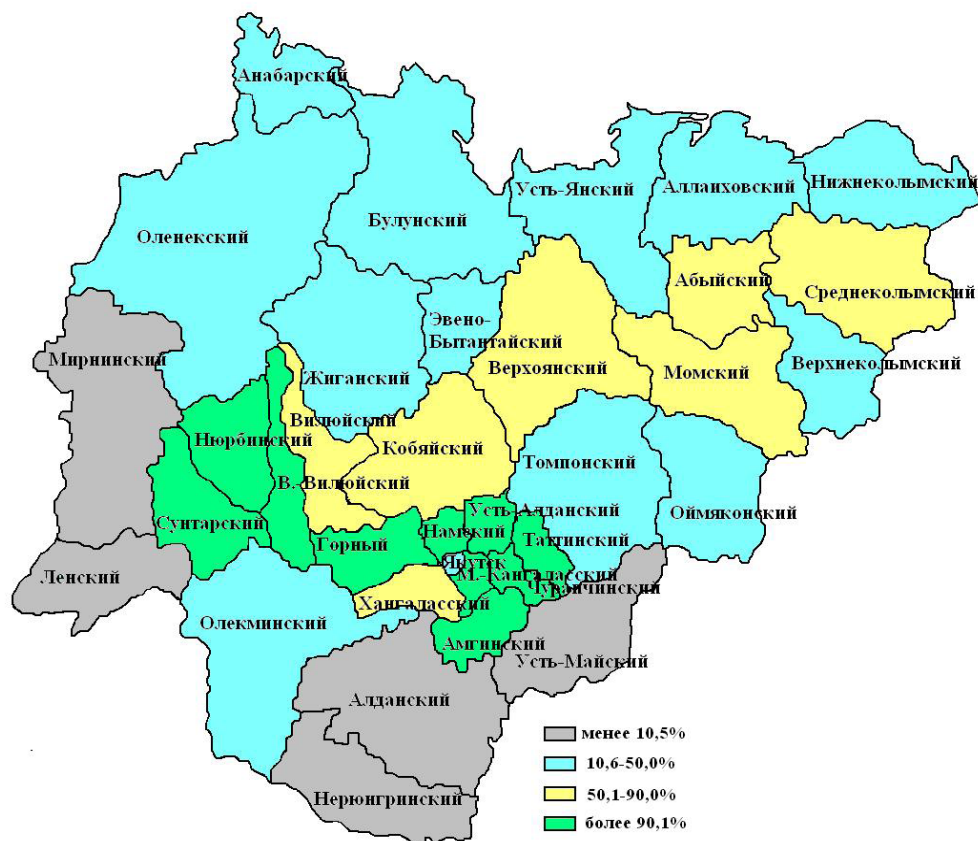 Анабарский
Усть-Янский
Аллаиховский
Нижнеколымский
Булунский
Оленекский
Абыйский
Среднеколымский
Эвено-
Бытантайский
Мирнинский
Верхоянский
Момский
Верхнеколымский
Жиганский
Вилюйский
Нюрбинский
Кобяйский
Томпонский
В.-Вилюйский
Усть-Алданский
Оймяконский
Сунтарский
Горный
Намский
Таттинский
Якутск
М.-Кангаласский
Ленский
Чурапчинский
Хангаласский
Олекминский
Амгинский
Усть-Майский
Алданский
Нерюнгринский
менее 10,5%
10,6-50,0%
50,1-90,0%
более 90,1%